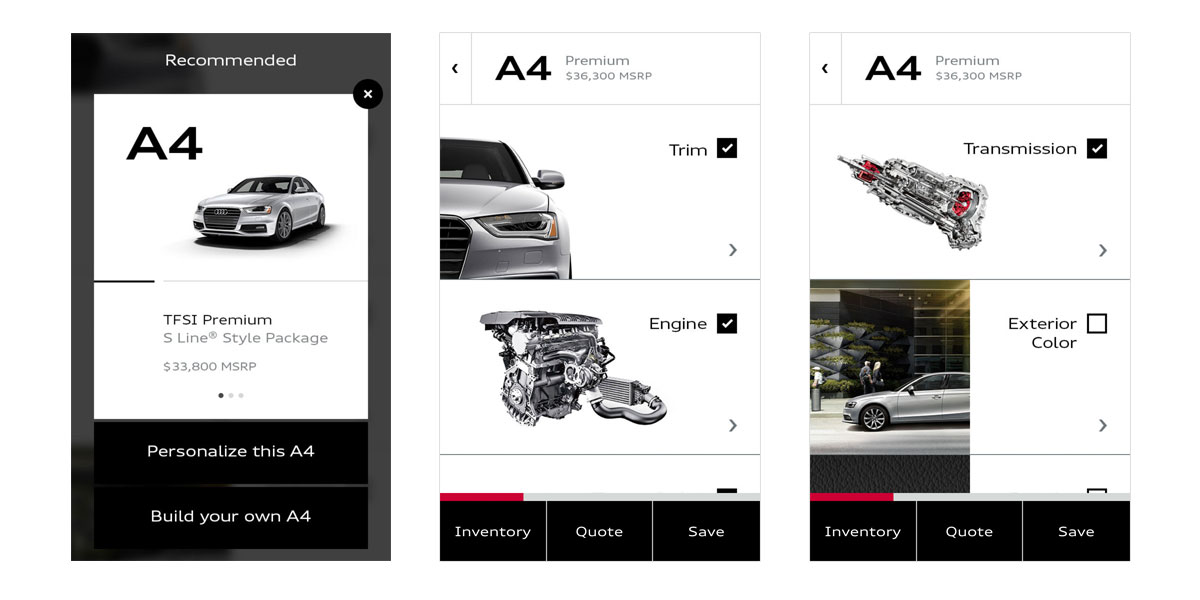 Recommended
A4
TFSI Premium
S Line® Style Package
$33,800 MSRP
Personalize this A4
Build your own A4
A4
Premium
$36,300 MSRP
Trim
Engine
Inventory
Quote
Save
A4
Premium
$36,300 MSRP
Transmission
Exterior
Color
Inventory
Quote
Save